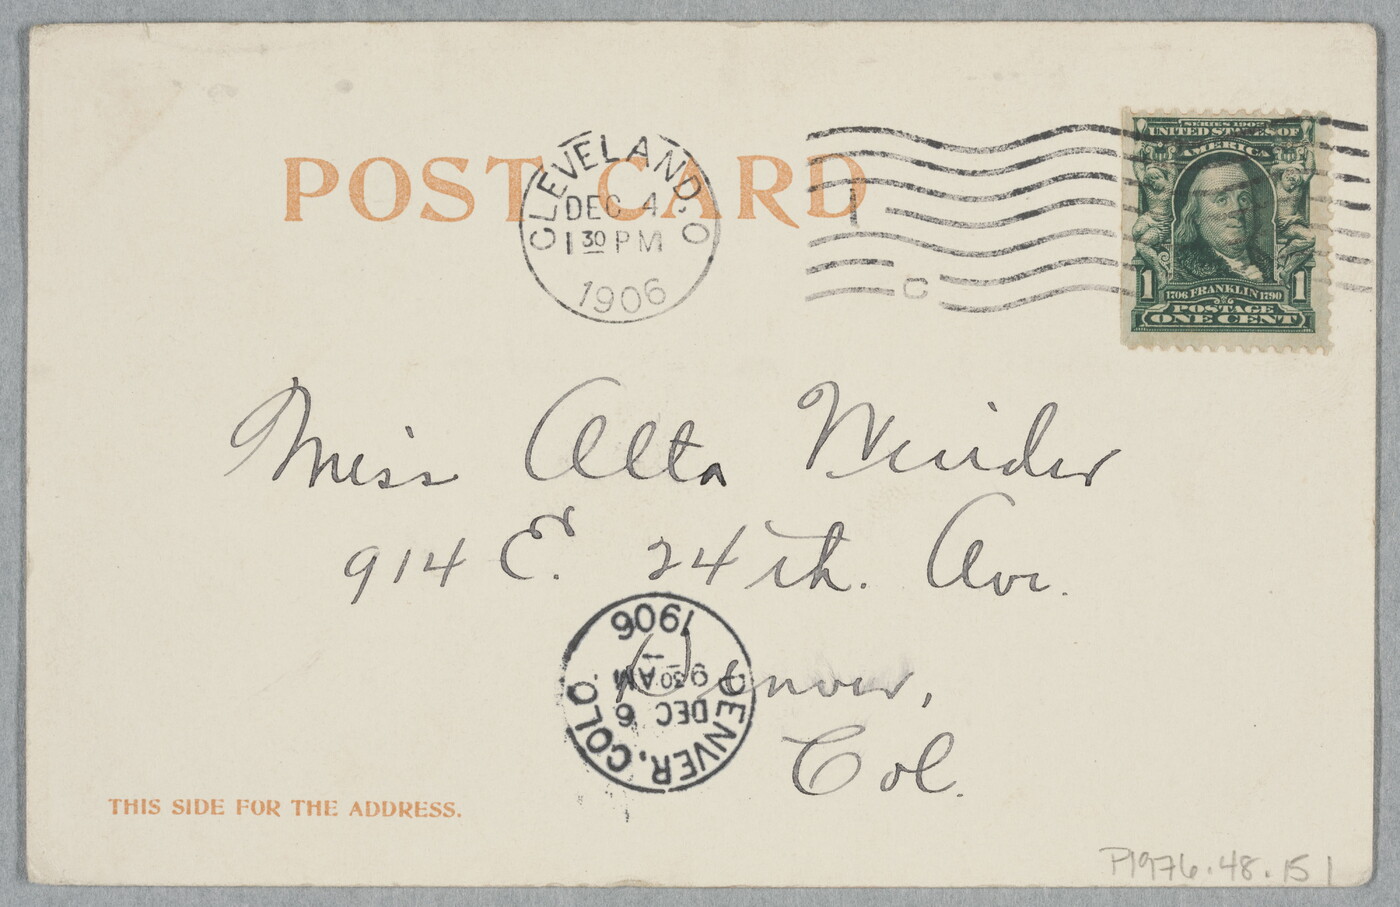 POST CARD
CLEVELAND, O.
DEC 4
1 30 PM
1906
C
SERIES 1902
UNITED STATES OF
AMERICA
1 1706 FRANKLIN 1790 1
POSTAGE
ONE CENT
Miss Alta Winder
914 E. 24th. Ave.
Denver,
Col.
DENVER, COLO.
DEC 6
9 30 AM
1906
THIS SIDE FOR THE ADDRESS.
P1976.48.151